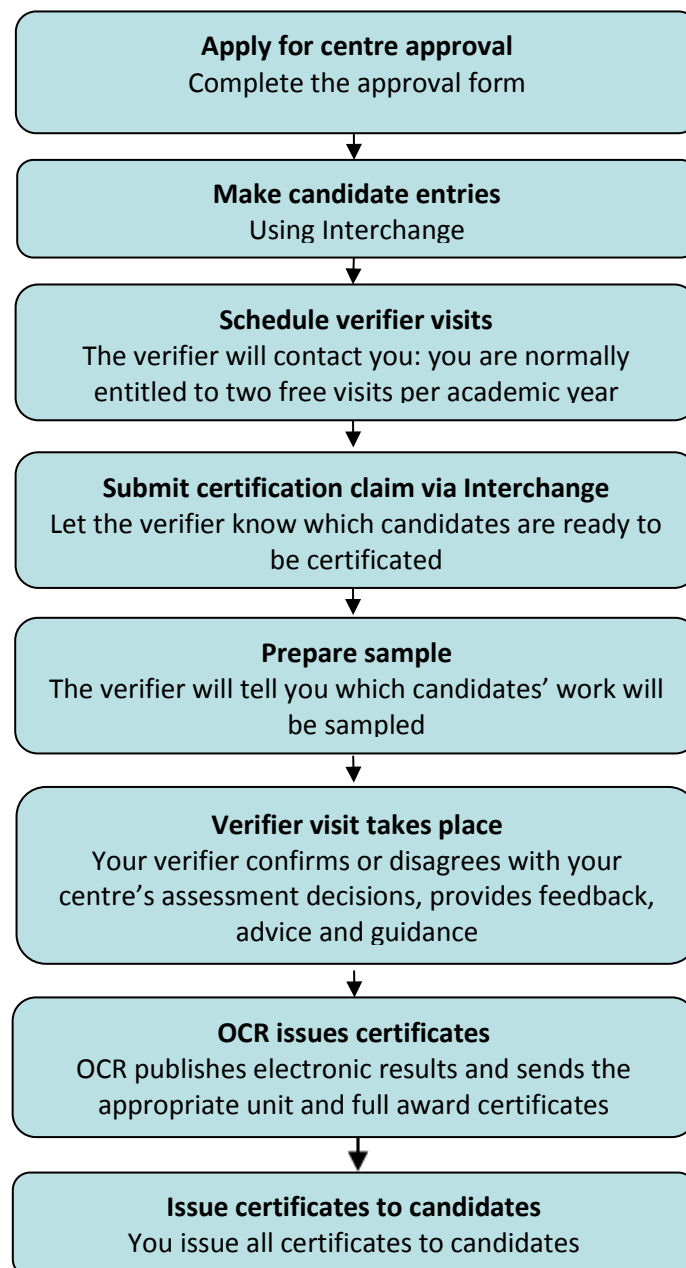 Apply for centre approval
Complete the approval form
Make candidate entries
Using Interchange
Schedule verifier visits
The verifier will contact you: you are normally
entitled to two free visits per academic year
Submit certification claim via Interchange
Let the verifier know which candidates are ready to
be certificated
Prepare sample
The verifier will tell you which candidates’ work will
be sampled
Verifier visit takes place
Your verifier confirms or disagrees with your
centre’s assessment decisions, provides feedback,
advice and guidance
OCR issues certificates
OCR publishes electronic results and sends the
appropriate unit and full award certificates
Issue certificates to candidates
You issue all certificates to candidates